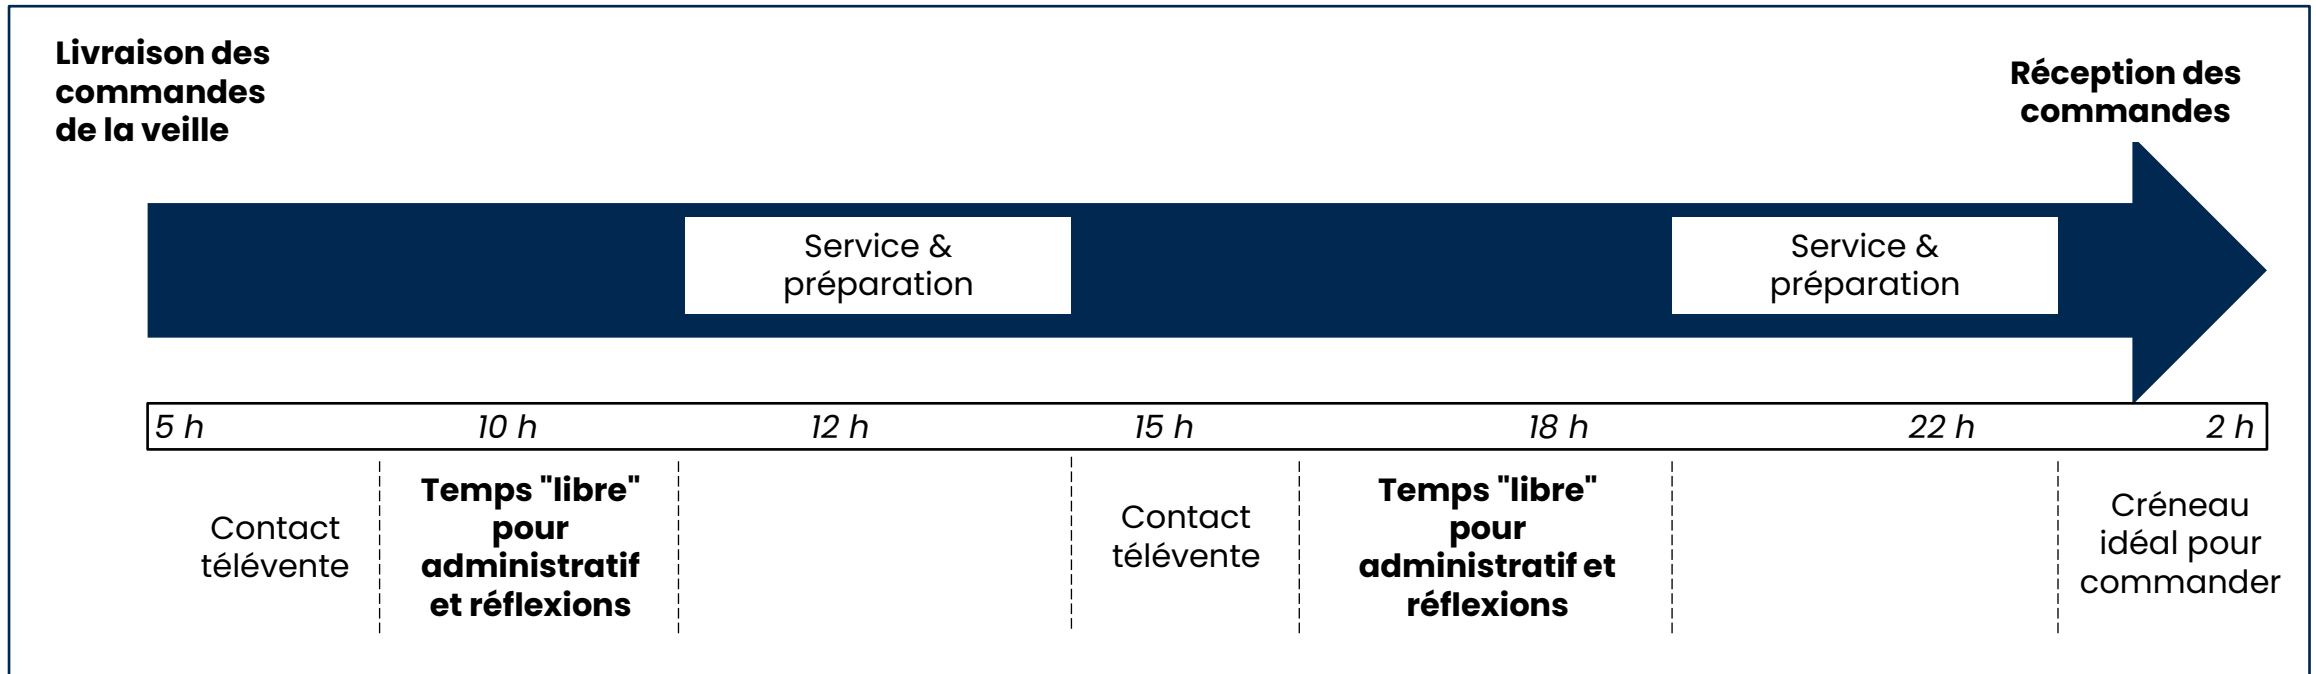 Livraison des
commandes
de la veille
Réception des
commandes
Service &
préparation
Service &
préparation
5 h 10 h 12 h 15 h 18 h 22 h 2 h
Contact
télévente
Temps "libre"
pour
administratif
et réflexions
Contact
télévente
Temps "libre"
pour
administratif et
réflexions
Créneau
idéal pour
commander